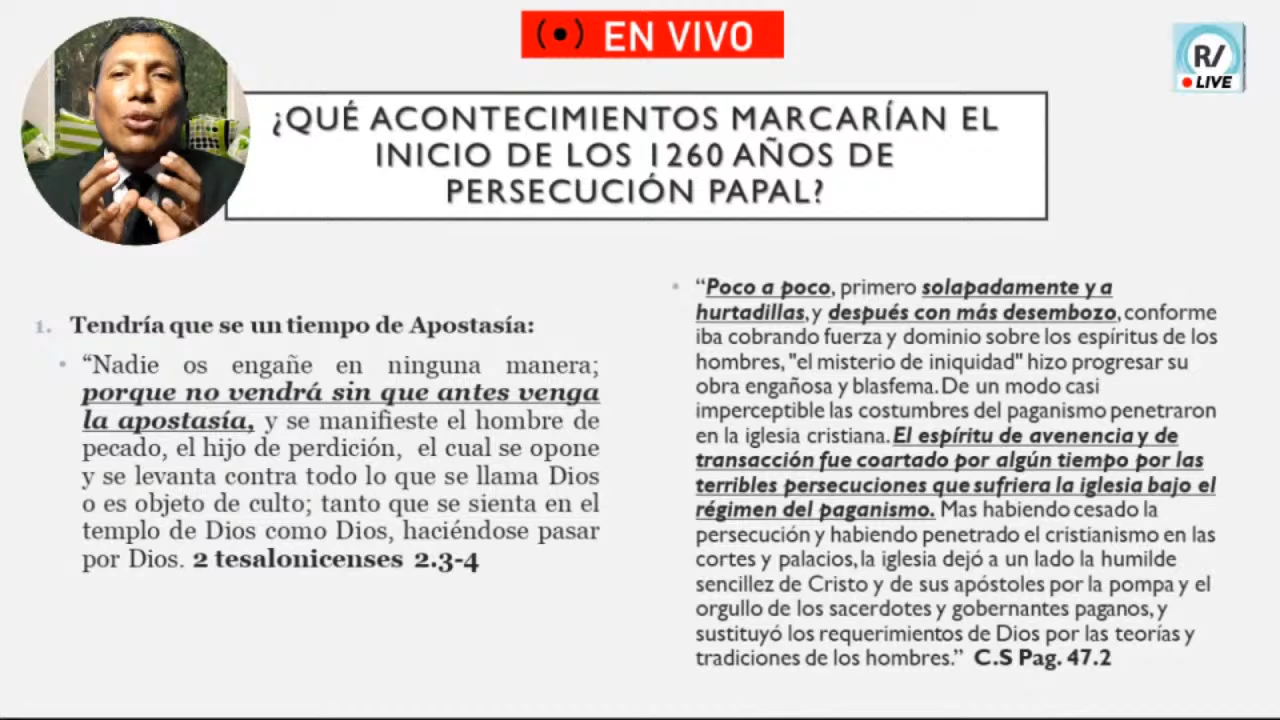 (•) EN VIVO
R/
LIVE
¿QUÉ ACONTECIMIENTOS MARCARÍAN EL
INICIO DE LOS 1260 AÑOS DE
PERSECUCIÓN PAPAL?
1. Tendría que se un tiempo de Apostasía:
• “Nadie os engañe en ninguna manera;
porque no vendrá sin que antes venga
la apostasía, y se manifieste el hombre de
pecado, el hijo de perdición, el cual se opone
y se levanta contra todo lo que se llama Dios
o es objeto de culto; tanto que se sienta en el
templo de Dios como Dios, haciéndose pasar
por Dios. 2 tesalonicenses 2.3-4
• “Poco a poco, primero solapadamente y a
hurtadillas, y después con más desembozo, conforme
iba cobrando fuerza y dominio sobre los espíritus de los
hombres, "el misterio de iniquidad" hizo progresar su
obra engañosa y blasfema. De un modo casi
imperceptible las costumbres del paganismo penetraron
en la iglesia cristiana. El espíritu de avenencia y de
transacción fue coartado por algún tiempo por las
terribles persecuciones que sufriera la iglesia bajo el
régimen del paganismo. Mas habiendo cesado la
persecución y habiendo penetrado el cristianismo en las
cortes y palacios, la iglesia dejó a un lado la humilde
sencillez de Cristo y de sus apóstoles por la pompa y el
orgullo de los sacerdotes y gobernantes paganos, y
sustituyó los requerimientos de Dios por las teorías y
tradiciones de los hombres.” C.S Pag. 47.2